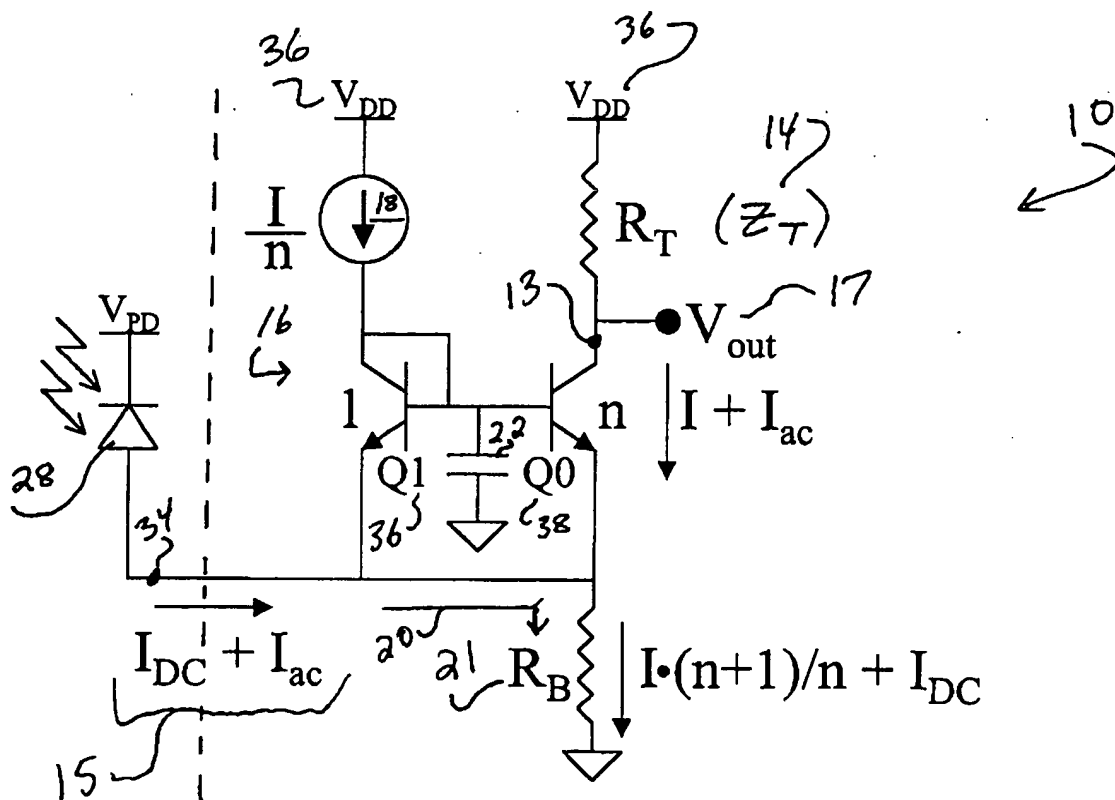 36
36
V_DD
V_DD
10
14
I/n
18
R_T
(Z_T)
13
17
V_PD
16
V_out
1
n
I + I_ac
22
28
Q1
Q0
36
38
34
I_DC + I_ac
20
21
R_B
I•(n+1)/n + I_DC
15